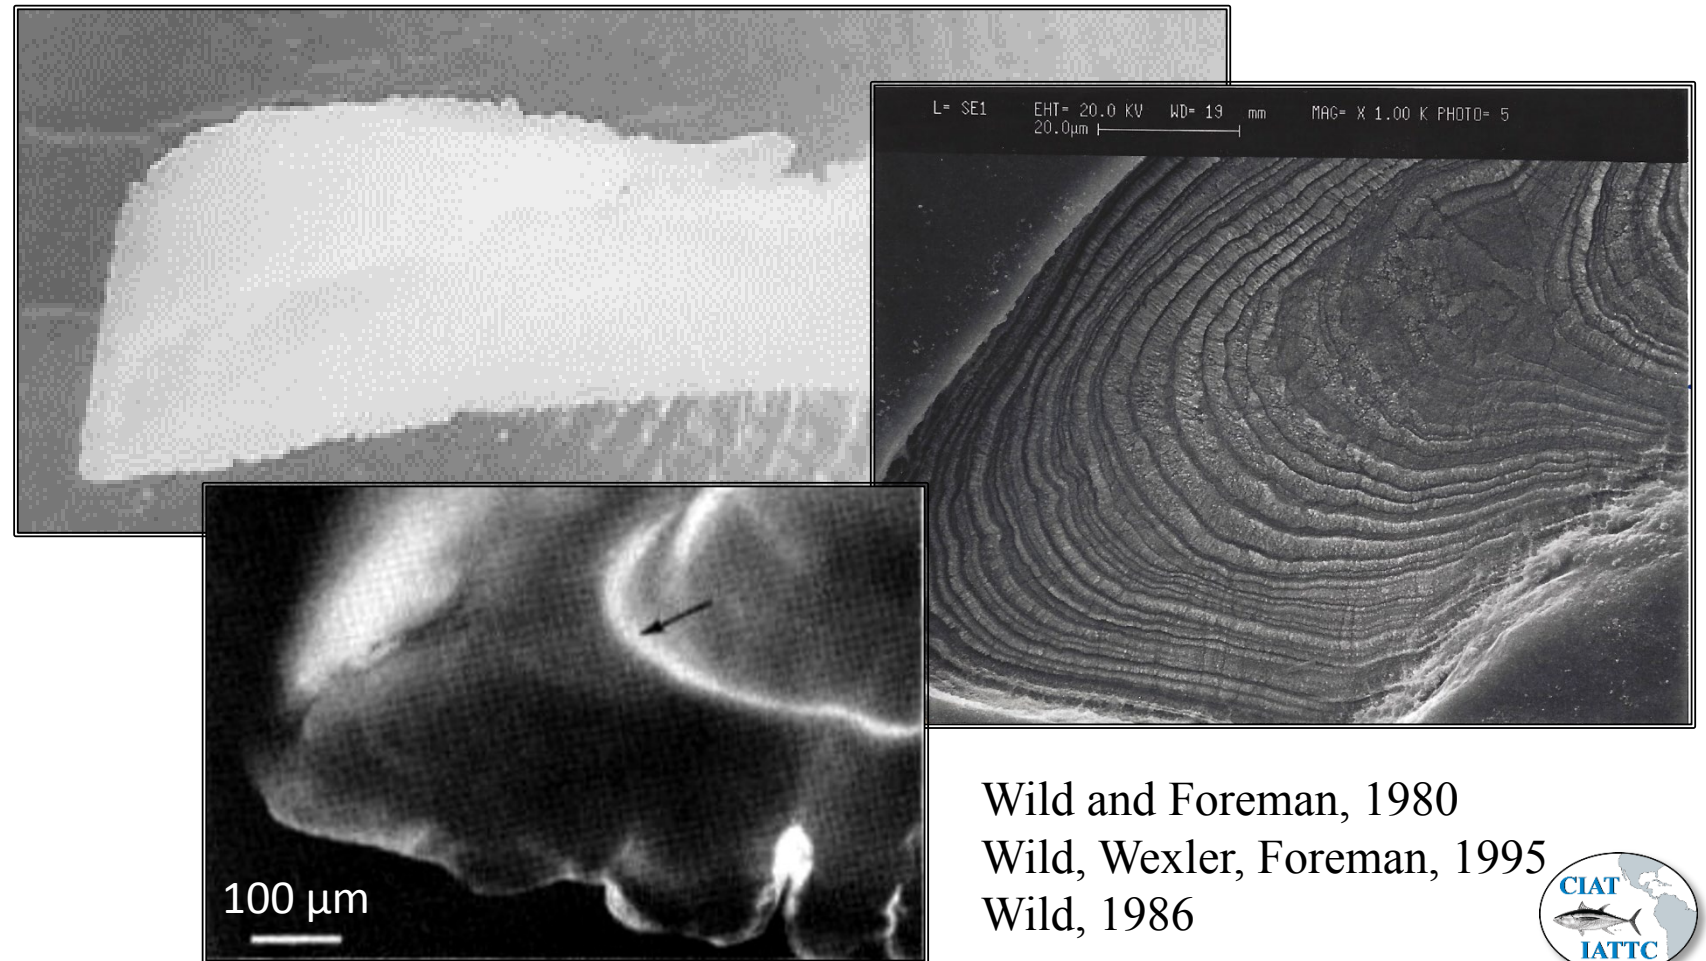 L= SE1 EHT= 20.0 KV WD= 19 mm MAG= X 1.00 K PHOTO= 5
20.0µm
100 µm
Wild and Foreman, 1980
Wild, Wexler, Foreman, 1995
Wild, 1986
CIAT
IATTC